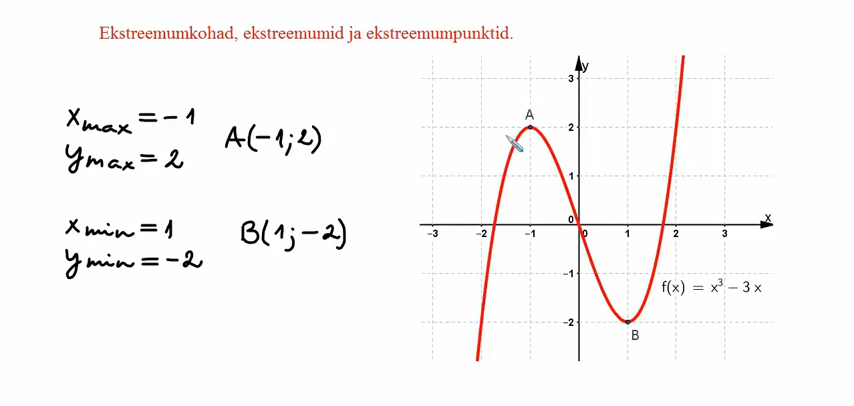 Ekstreemumkohad, ekstreemumid ja ekstreemumpunktid.
xmax = -1
ymax = 2
A(-1; 2)
xmin = 1
ymin = -2
B(1; -2)
y
3
A
2
1
0
x
-3 -2 -1 0 1 2 3
-1
f(x) = x³ − 3 x
-2
B